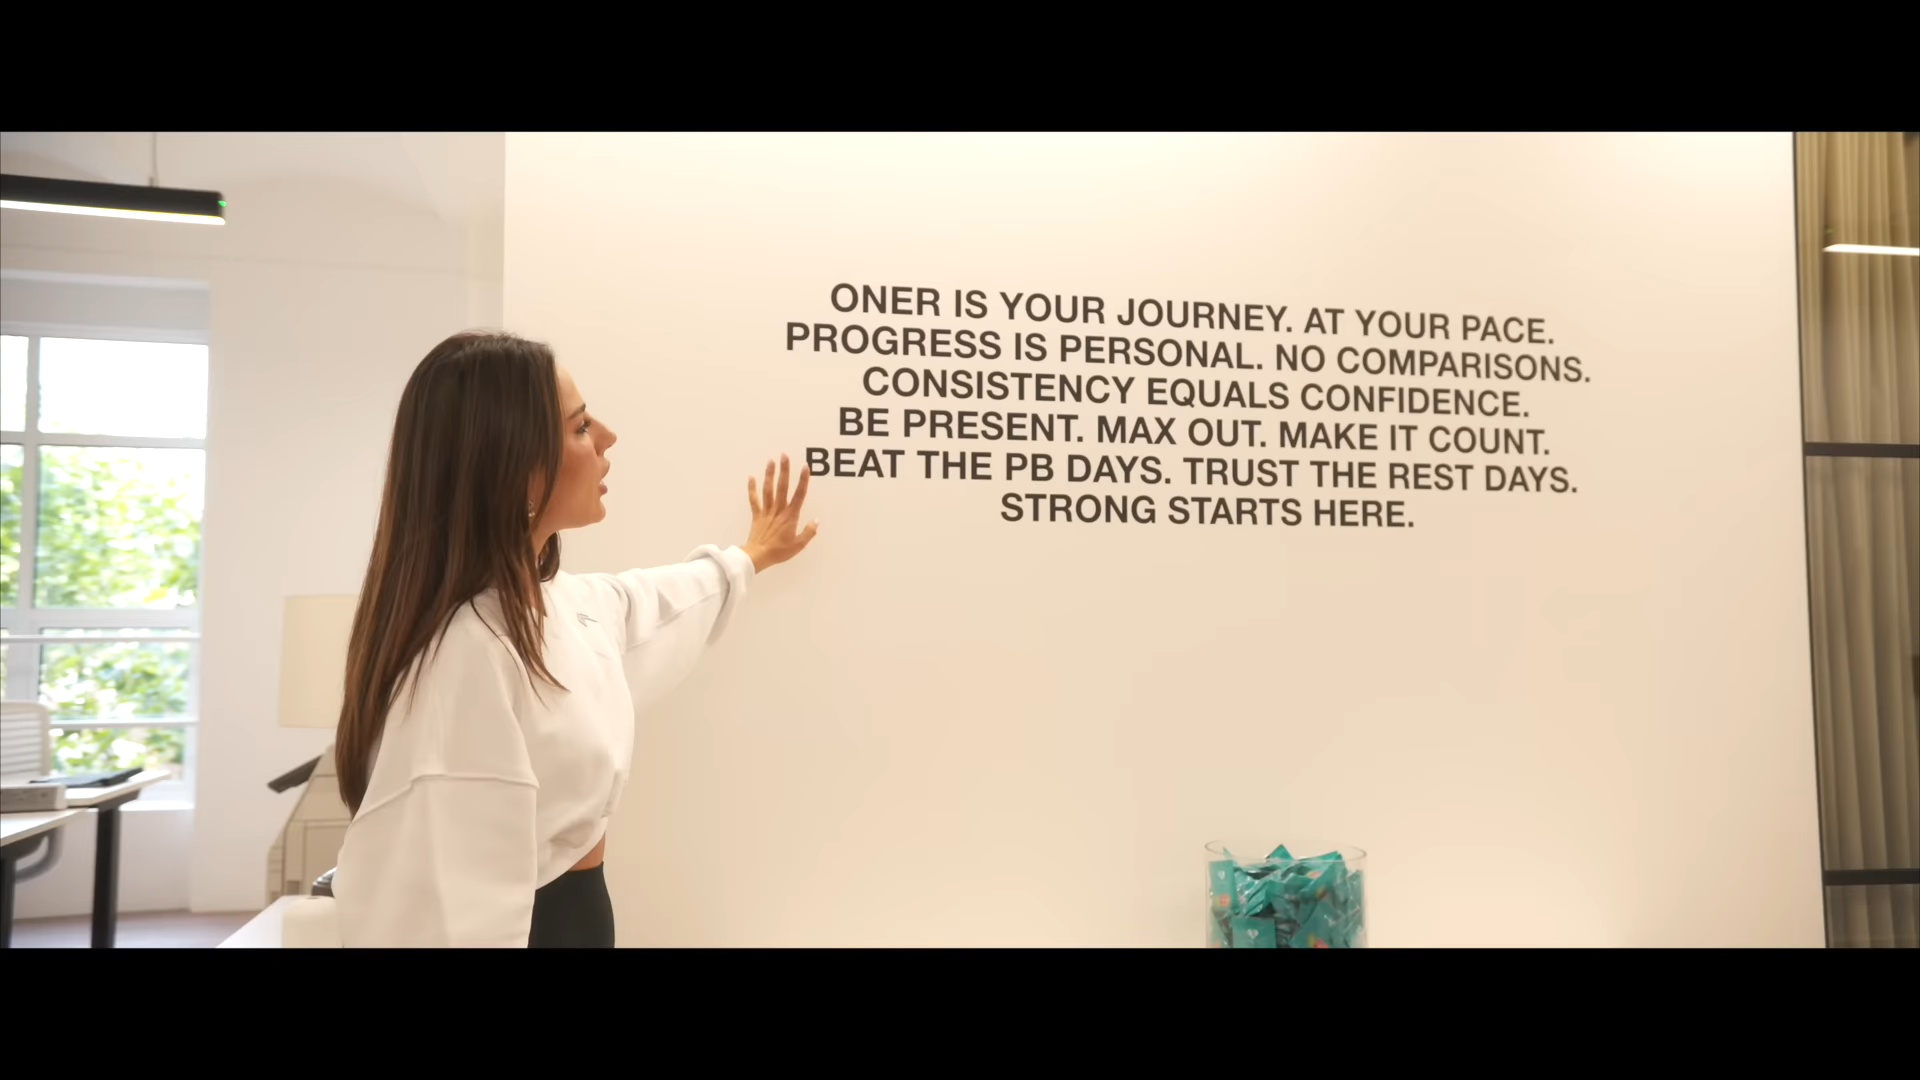 ONER IS YOUR JOURNEY. AT YOUR PACE.
PROGRESS IS PERSONAL. NO COMPARISONS.
CONSISTENCY EQUALS CONFIDENCE.
BE PRESENT. MAX OUT. MAKE IT COUNT.
BEAT THE PB DAYS. TRUST THE REST DAYS.
STRONG STARTS HERE.